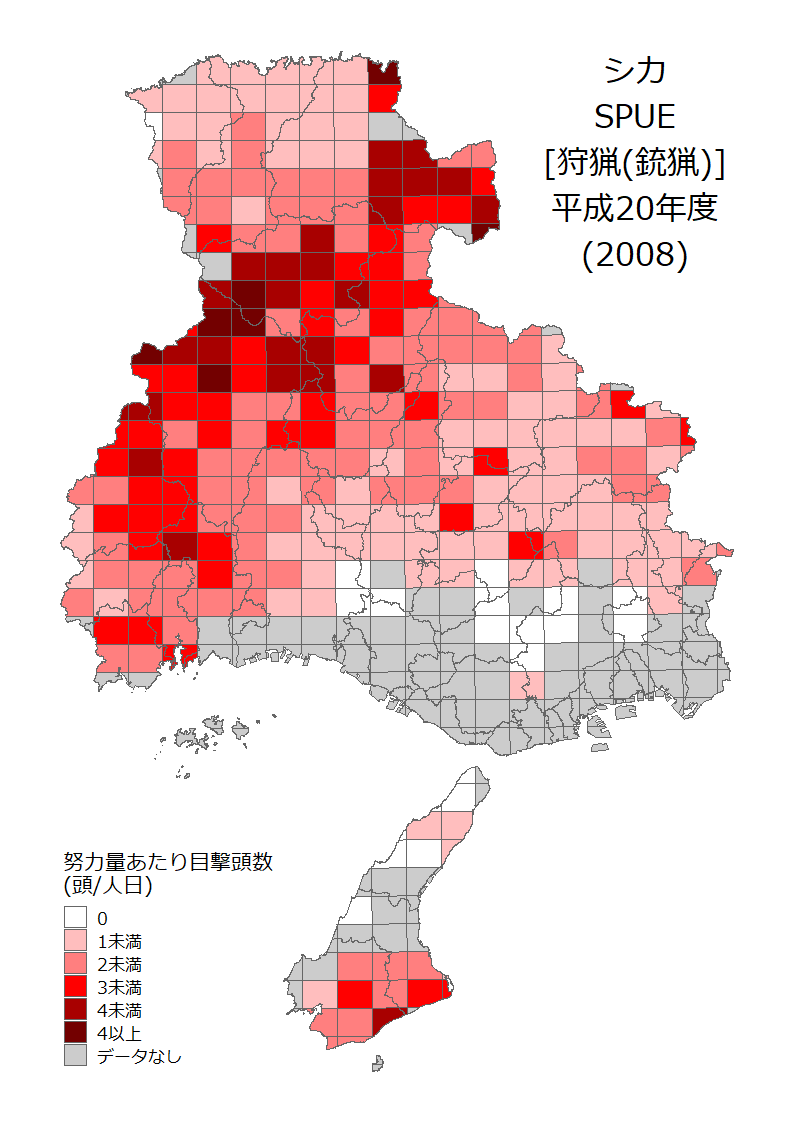 シカ
SPUE
[狩猟(銃猟)]
平成20年度
(2008)
努力量あたり目撃頭数
(頭/人日)
0
1未満
2未満
3未満
4未満
4以上
データなし